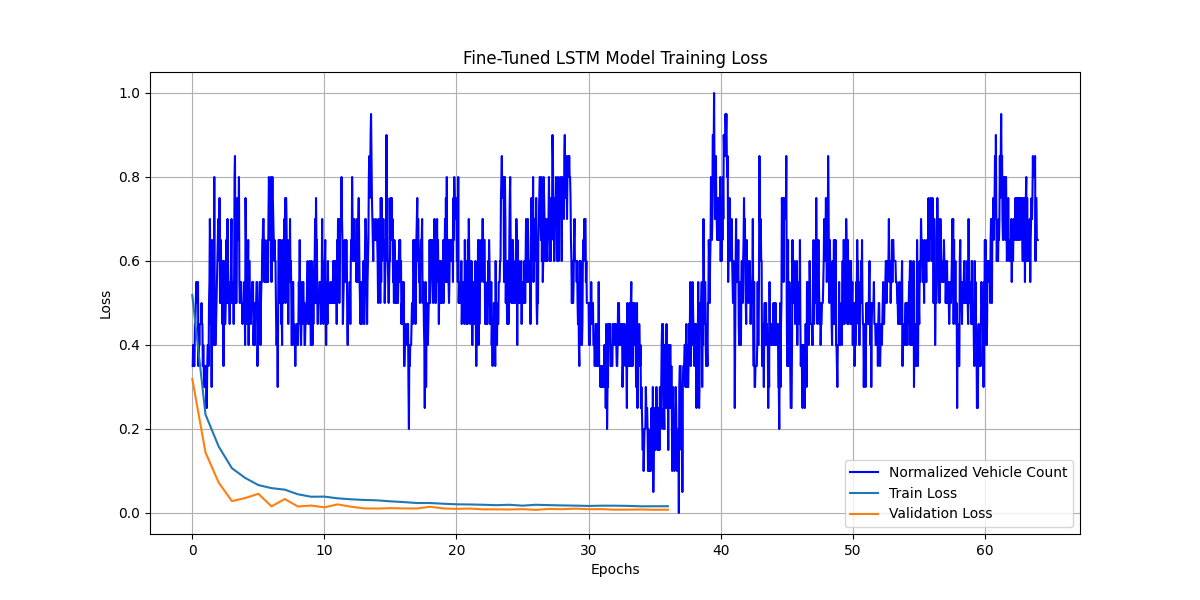 Fine-Tuned LSTM Model Training Loss
1.0
0.8
0.6
0.4
0.2
0.0
Loss
Normalized Vehicle Count
Train Loss
Validation Loss
0 10 20 30 40 50 60
Epochs